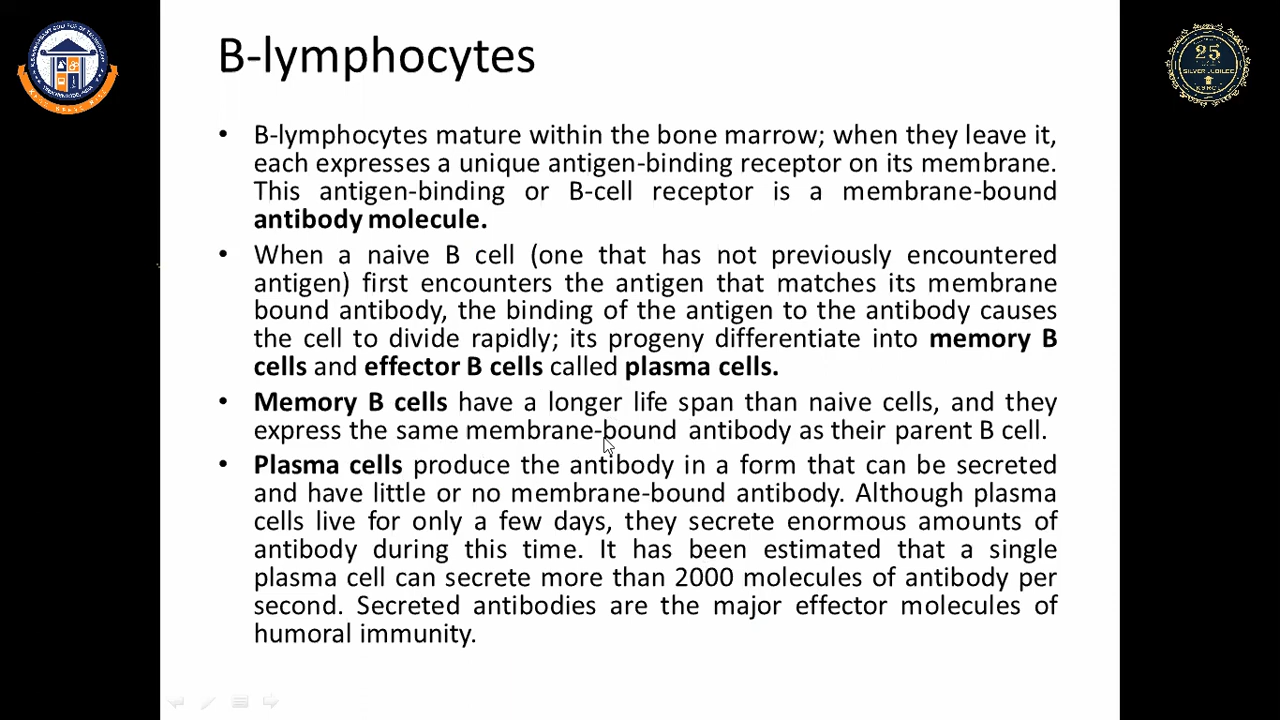 B-lymphocytes
• B-lymphocytes mature within the bone marrow; when they leave it,
each expresses a unique antigen-binding receptor on its membrane.
This antigen-binding or B-cell receptor is a membrane-bound
antibody molecule.
• When a naive B cell (one that has not previously encountered
antigen) first encounters the antigen that matches its membrane
bound antibody, the binding of the antigen to the antibody causes
the cell to divide rapidly; its progeny differentiate into memory B
cells and effector B cells called plasma cells.
• Memory B cells have a longer life span than naive cells, and they
express the same membrane-bound antibody as their parent B cell.
• Plasma cells produce the antibody in a form that can be secreted
and have little or no membrane-bound antibody. Although plasma
cells live for only a few days, they secrete enormous amounts of
antibody during this time. It has been estimated that a single
plasma cell can secrete more than 2000 molecules of antibody per
second. Secreted antibodies are the major effector molecules of
humoral immunity.
25
SILVER JUBILEE